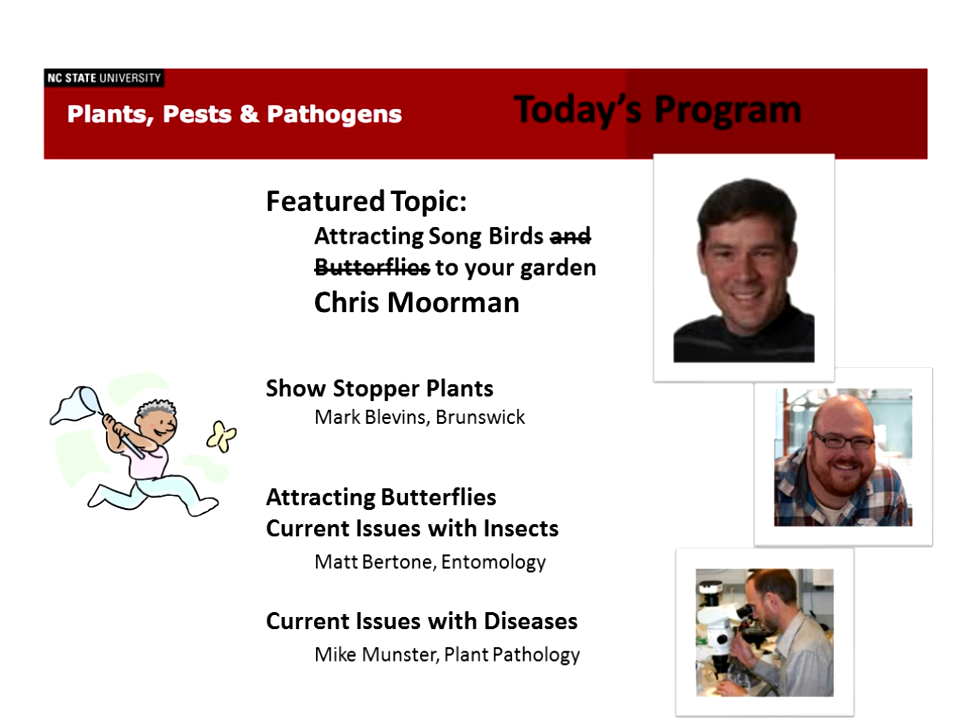 NC STATE UNIVERSITY
Plants, Pests & Pathogens
Today's Program
Featured Topic:
Attracting Song Birds and
Butterflies to your garden
Chris Moorman
Show Stopper Plants
Mark Blevins, Brunswick
Attracting Butterflies
Current Issues with Insects
Matt Bertone, Entomology
Current Issues with Diseases
Mike Munster, Plant Pathology